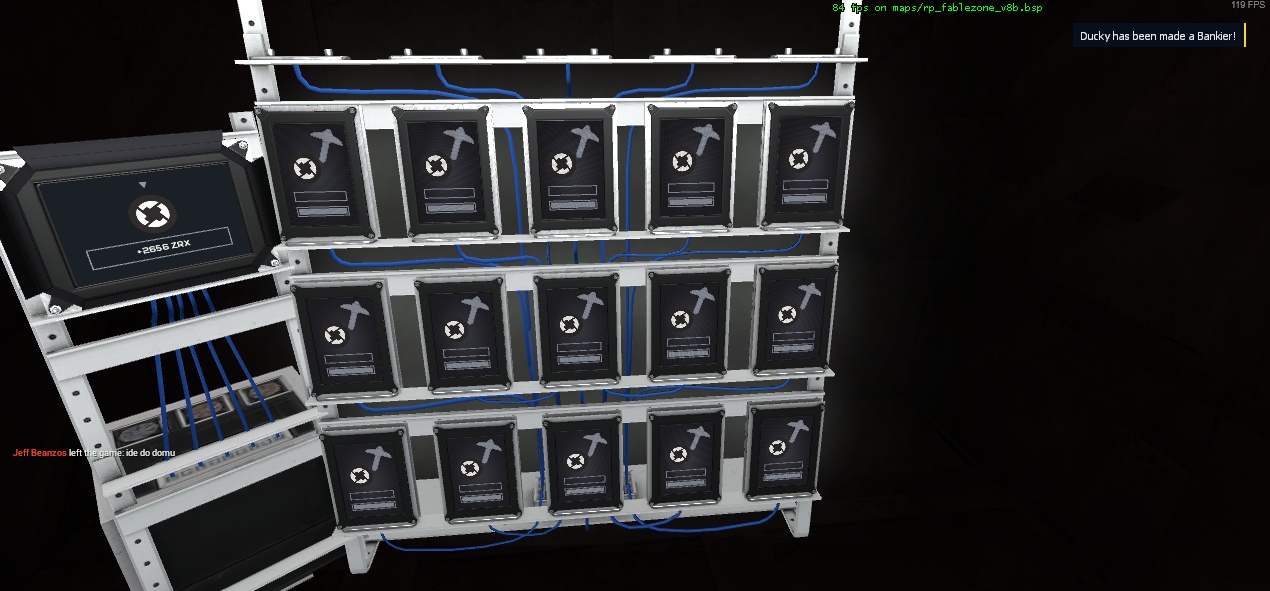 84 fps on maps/rp_fablezone_v8b.bsp
119 FPS
Ducky has been made a Bankier!
+2656 ZRX
Jeff Beanzos left the game: ide do domu